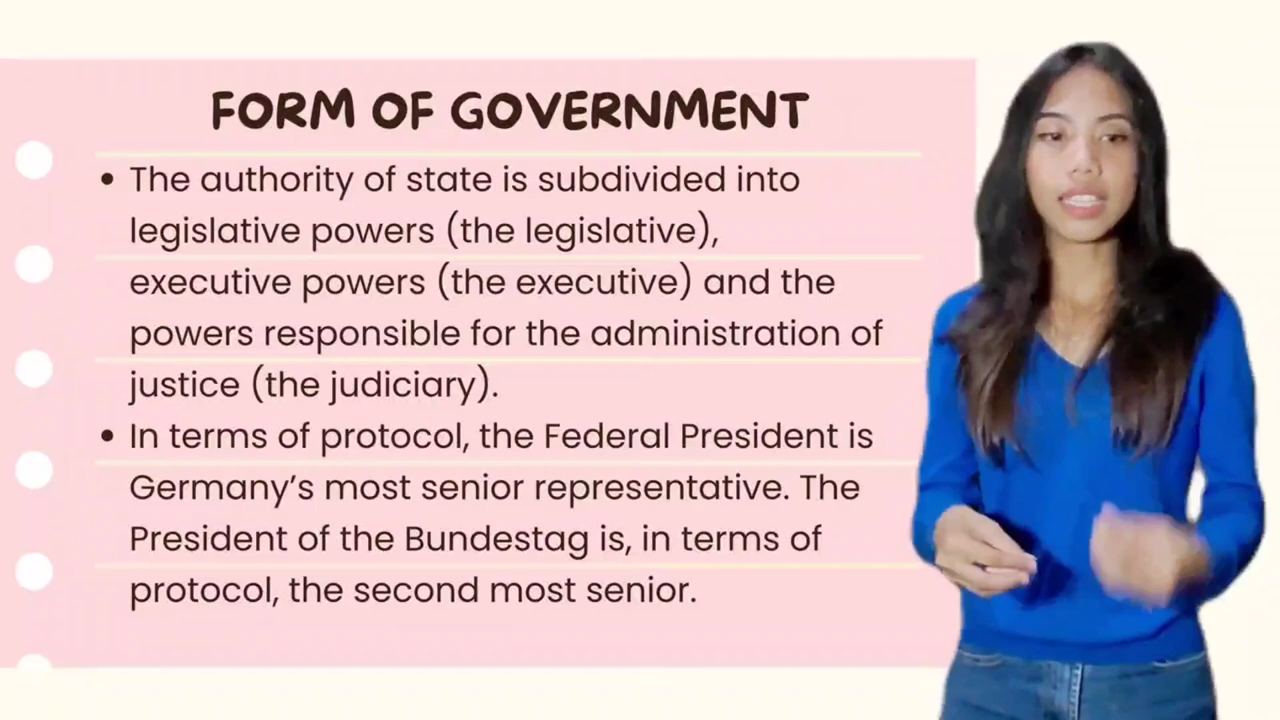 FORM OF GOVERNMENT
• The authority of state is subdivided into
legislative powers (the legislative),
executive powers (the executive) and the
powers responsible for the administration of
justice (the judiciary).
• In terms of protocol, the Federal President is
Germany’s most senior representative. The
President of the Bundestag is, in terms of
protocol, the second most senior.